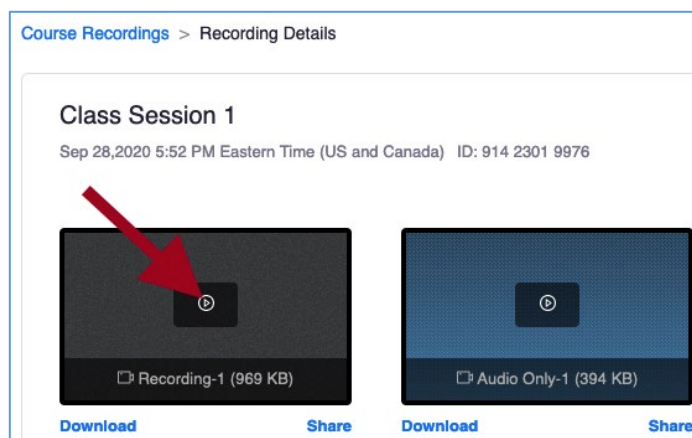 Course Recordings > Recording Details
Class Session 1
Sep 28,2020 5:52 PM Eastern Time (US and Canada) ID: 914 2301 9976
Recording-1 (969 KB)
Audio Only-1 (394 KB)
Download Share Download Share